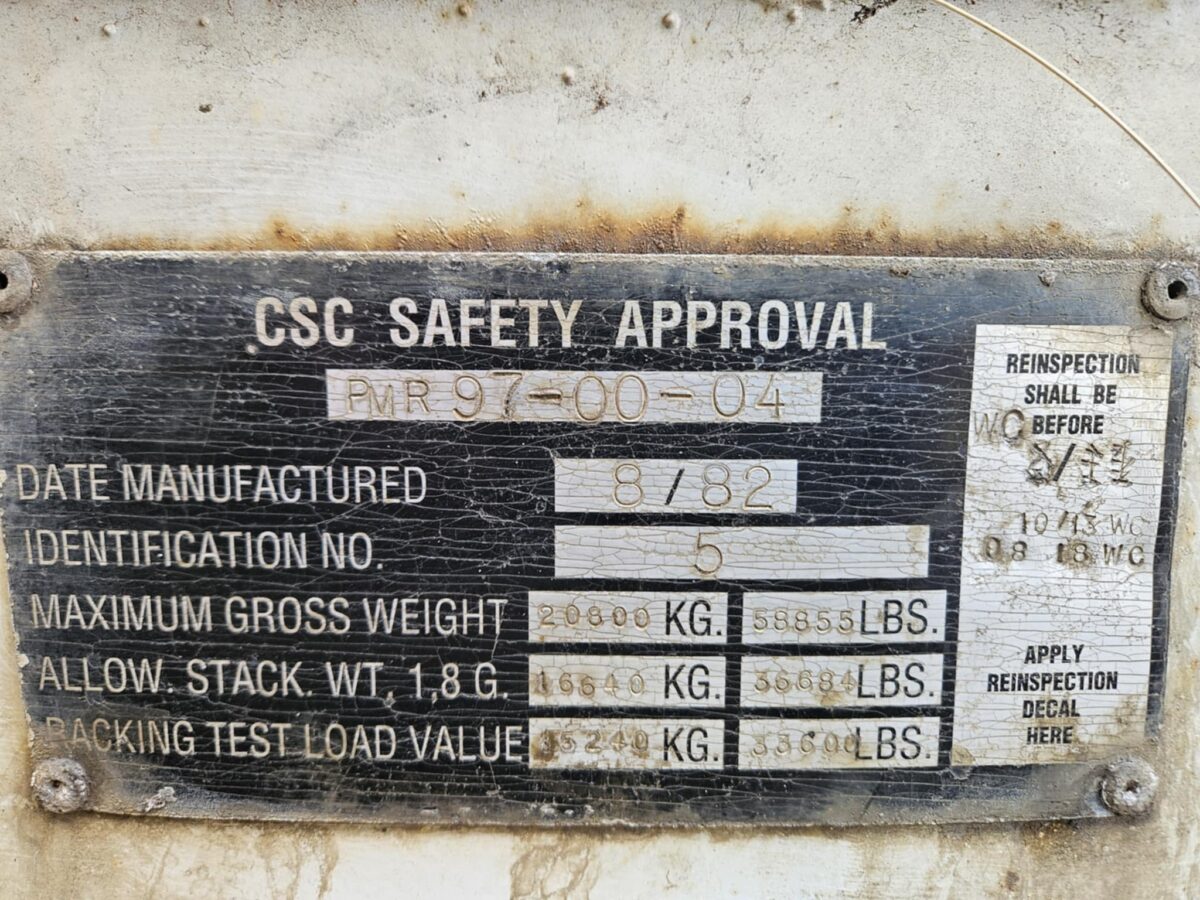 CSC SAFETY APPROVAL
PMR 97-00-04
DATE MANUFACTURED 8/82
IDENTIFICATION NO. 5
MAXIMUM GROSS WEIGHT 20800 KG. 58855 LBS.
ALLOW. STACK. WT. 1,8 G. 16640 KG. 36684 LBS.
RACKING TEST LOAD VALUE 15240 KG. 33600 LBS.
REINSPECTION
SHALL BE
WC BEFORE
10/13 WC
08 18 WC
APPLY
REINSPECTION
DECAL
HERE